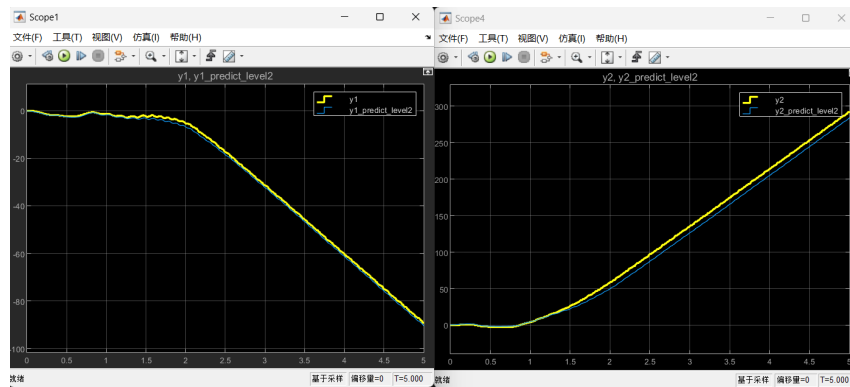 Scope1
文件(F) 工具(T) 视图(V) 仿真(I) 帮助(H)
y1, y1_predict_level2
y1
y1_predict_level2
0
-20
-40
-60
-80
-100
0 0.5 1 1.5 2 2.5 3 3.5 4 4.5 5
就绪
基于采样 偏移量=0 T=5.000
Scope4
文件(F) 工具(T) 视图(V) 仿真(I) 帮助(H)
y2, y2_predict_level2
y2
y2_predict_level2
300
250
200
150
100
50
0
0 0.5 1 1.5 2 2.5 3 3.5 4 4.5 5
就绪
基于采样 偏移量=0 T=5.000